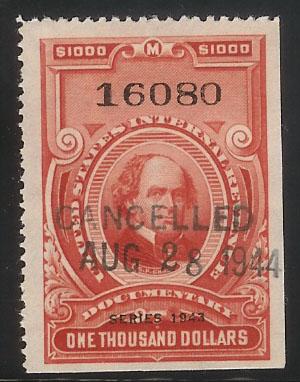 $1000 M $1000
16080
UNITED STATES INTERNAL REVENUE
CANCELLED
AUG 28 1944
DOCUMENTARY
SERIES 1943
ONE THOUSAND DOLLARS